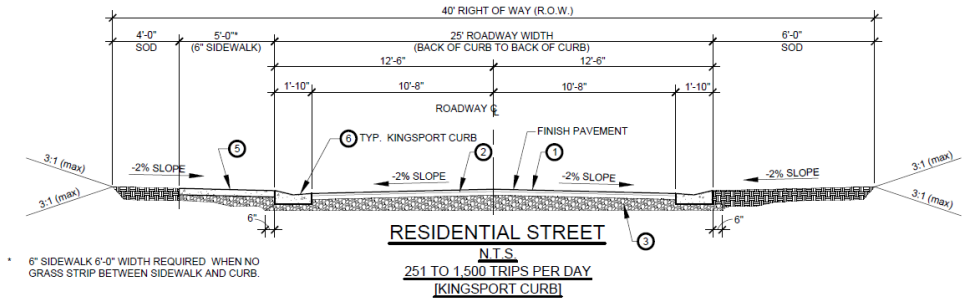 40' RIGHT OF WAY (R.O.W.)
4'-0"
SOD
5'-0"*
(6" SIDEWALK)
25' ROADWAY WIDTH
(BACK OF CURB TO BACK OF CURB)
6'-0"
SOD
12'-6"
12'-6"
1'-10"
10'-8"
10'-8"
1'-10"
ROADWAY ℄
6 TYP. KINGSPORT CURB
FINISH PAVEMENT
5
2
1
3:1 (max)
3:1 (max)
-2% SLOPE
-2% SLOPE
-2% SLOPE
-2% SLOPE
3:1 (max)
3:1 (max)
6"
6"
3
RESIDENTIAL STREET
N.T.S.
251 TO 1,500 TRIPS PER DAY
[KINGSPORT CURB]
* 6" SIDEWALK 6'-0" WIDTH REQUIRED WHEN NO
GRASS STRIP BETWEEN SIDEWALK AND CURB.